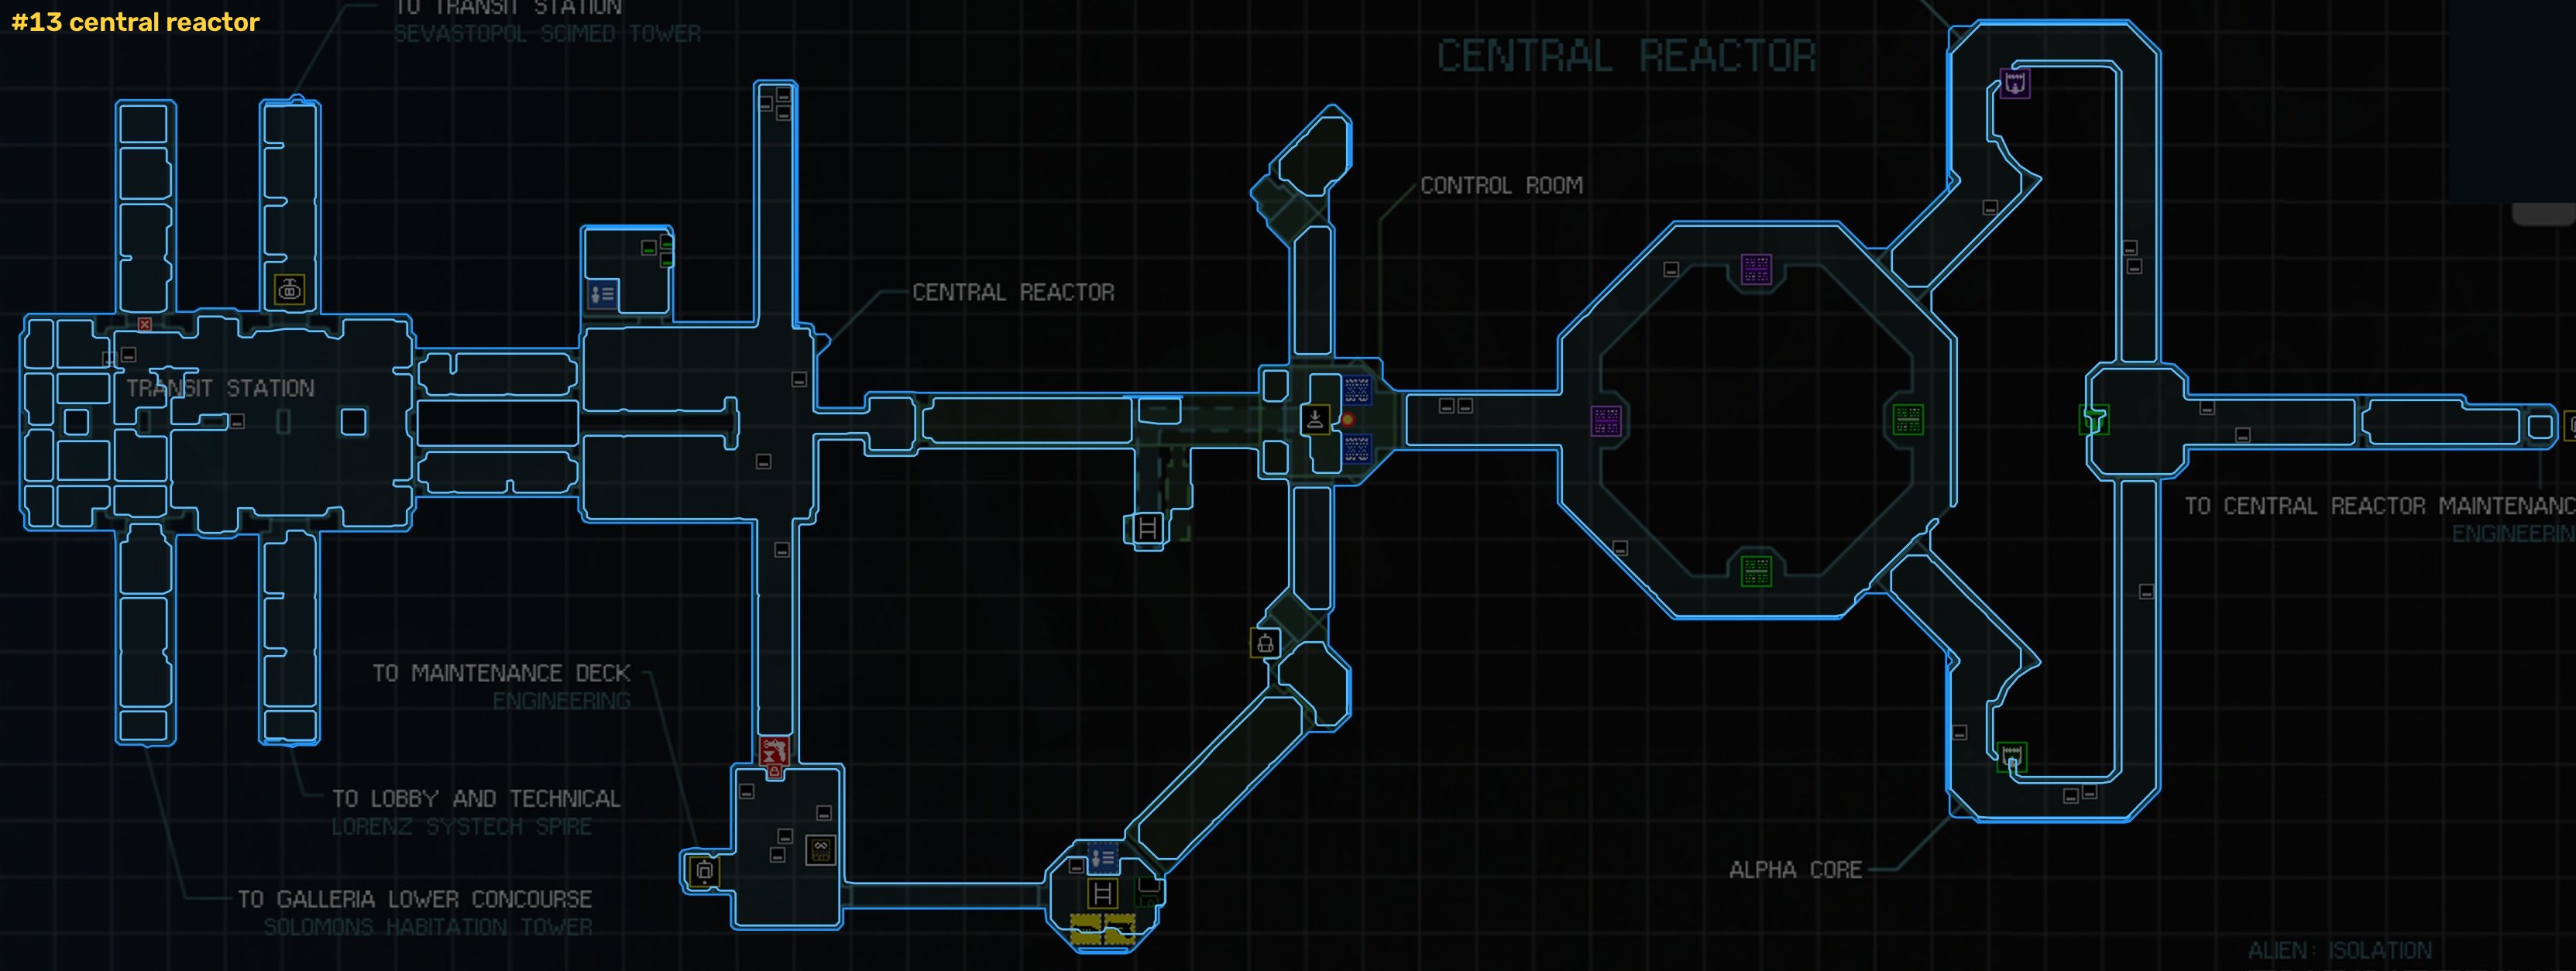 #13 central reactor
TO TRANSIT STATION
SEVASTOPOL SCIMED TOWER
CENTRAL REACTOR
CONTROL ROOM
CENTRAL REACTOR
TRANSIT STATION
TO CENTRAL REACTOR MAINTENANC
ENGINEERIN
TO MAINTENANCE DECK
ENGINEERING
TO LOBBY AND TECHNICAL
LORENZ SYSTECH SPIRE
ALPHA CORE
TO GALLERIA LOWER CONCOURSE
SOLOMONS HABITATION TOWER
ALIEN: ISOLATION